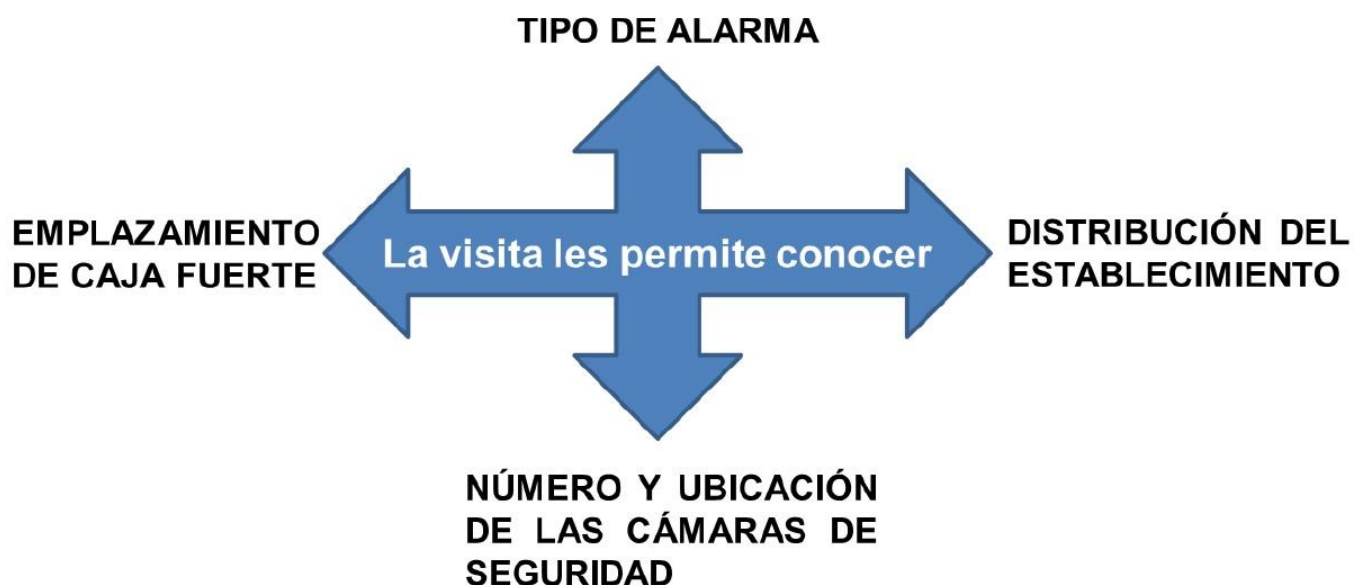 TIPO DE ALARMA
EMPLAZAMIENTO
DE CAJA FUERTE
La visita les permite conocer
DISTRIBUCIÓN DEL
ESTABLECIMIENTO
NÚMERO Y UBICACIÓN
DE LAS CÁMARAS DE
SEGURIDAD